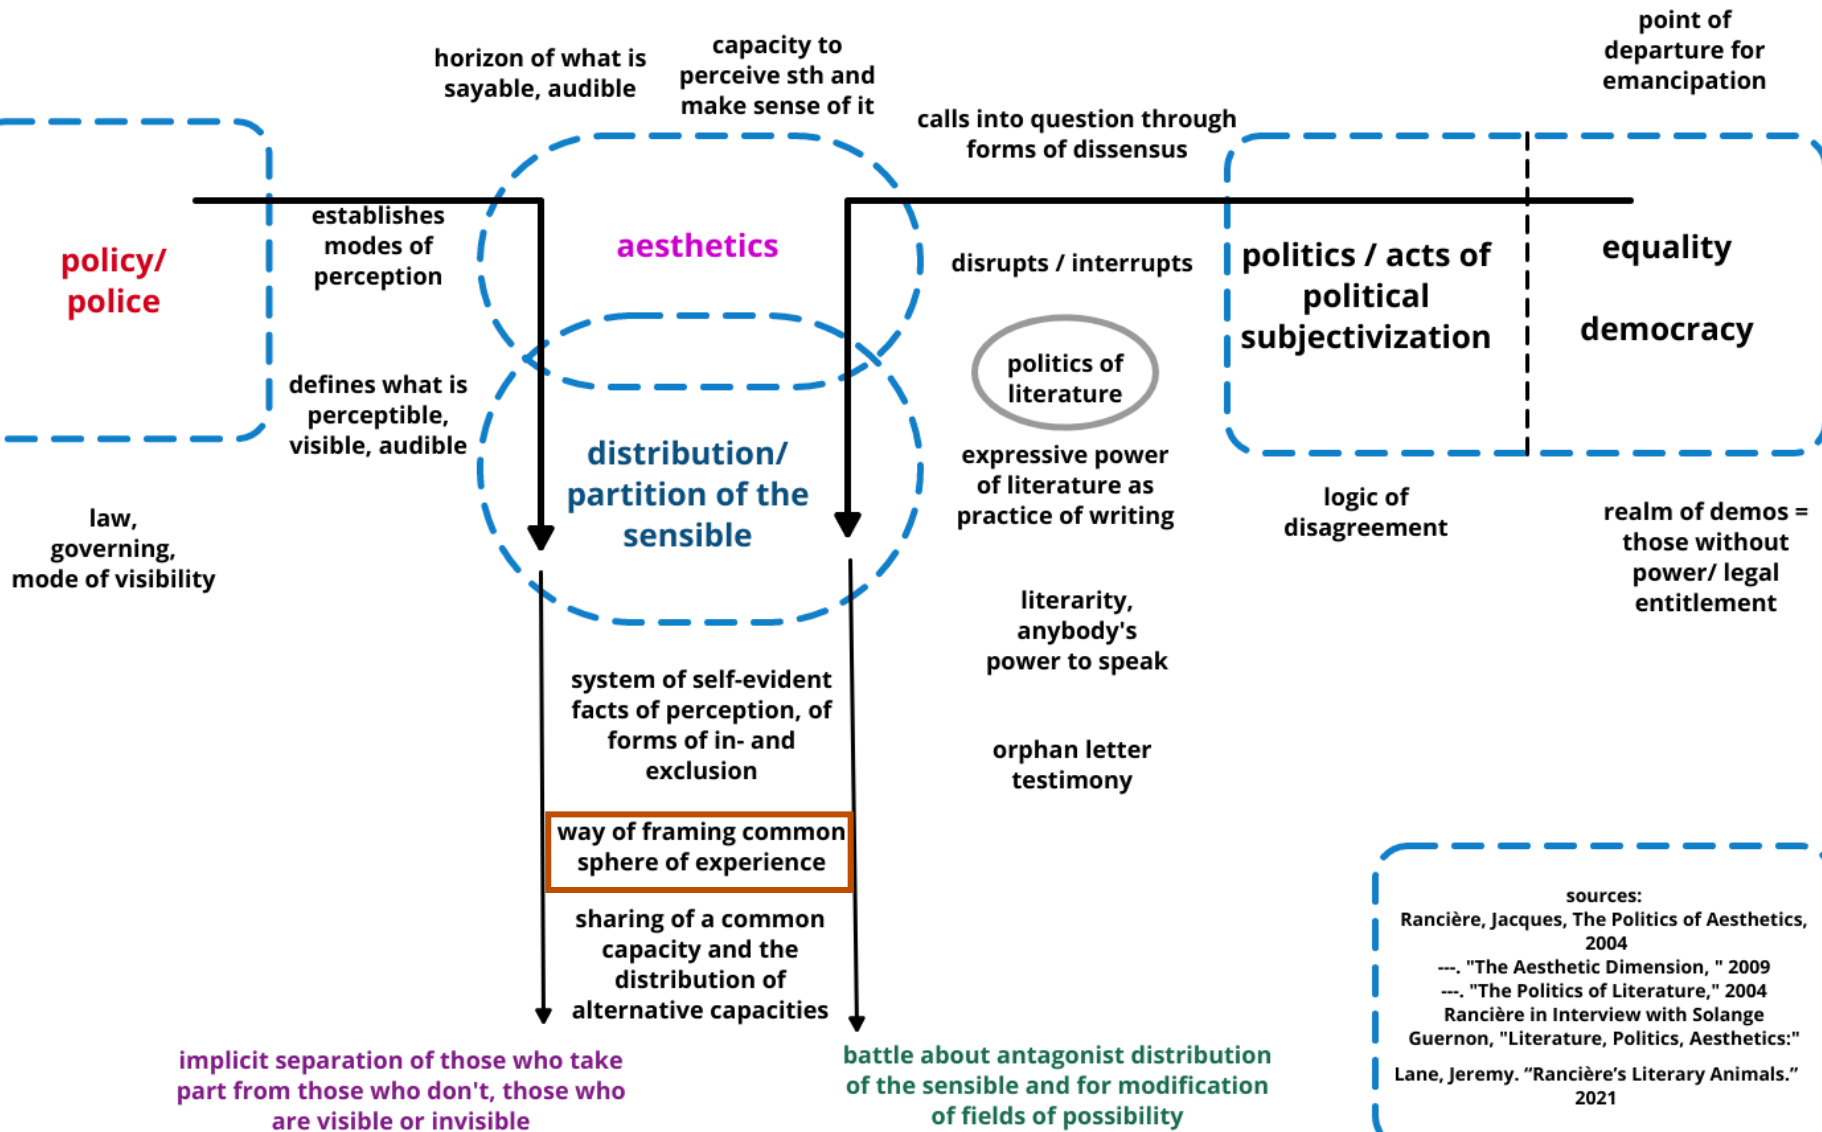 horizon of what is
sayable, audible
capacity to
perceive sth and
make sense of it
point of
departure for
emancipation
calls into question through
forms of dissensus
policy/
police
establishes
modes of
perception
aesthetics
disrupts / interrupts
politics / acts of
political
subjectivization
equality
democracy
defines what is
perceptible,
visible, audible
politics of
literature
distribution/
partition of the
sensible
expressive power
of literature as
practice of writing
law,
governing,
mode of visibility
logic of
disagreement
realm of demos =
those without
power/ legal
entitlement
literarity,
anybody's
power to speak
system of self-evident
facts of perception, of
forms of in- and
exclusion
orphan letter
testimony
way of framing common
sphere of experience
sharing of a common
capacity and the
distribution of
alternative capacities
implicit separation of those who take
part from those who don't, those who
are visible or invisible
battle about antagonist distribution
of the sensible and for modification
of fields of possibility
sources:
Rancière, Jacques, The Politics of Aesthetics,
2004
---. "The Aesthetic Dimension, " 2009
---. "The Politics of Literature," 2004
Rancière in Interview with Solange
Guernon, "Literature, Politics, Aesthetics:"
Lane, Jeremy. “Rancière’s Literary Animals.”
2021